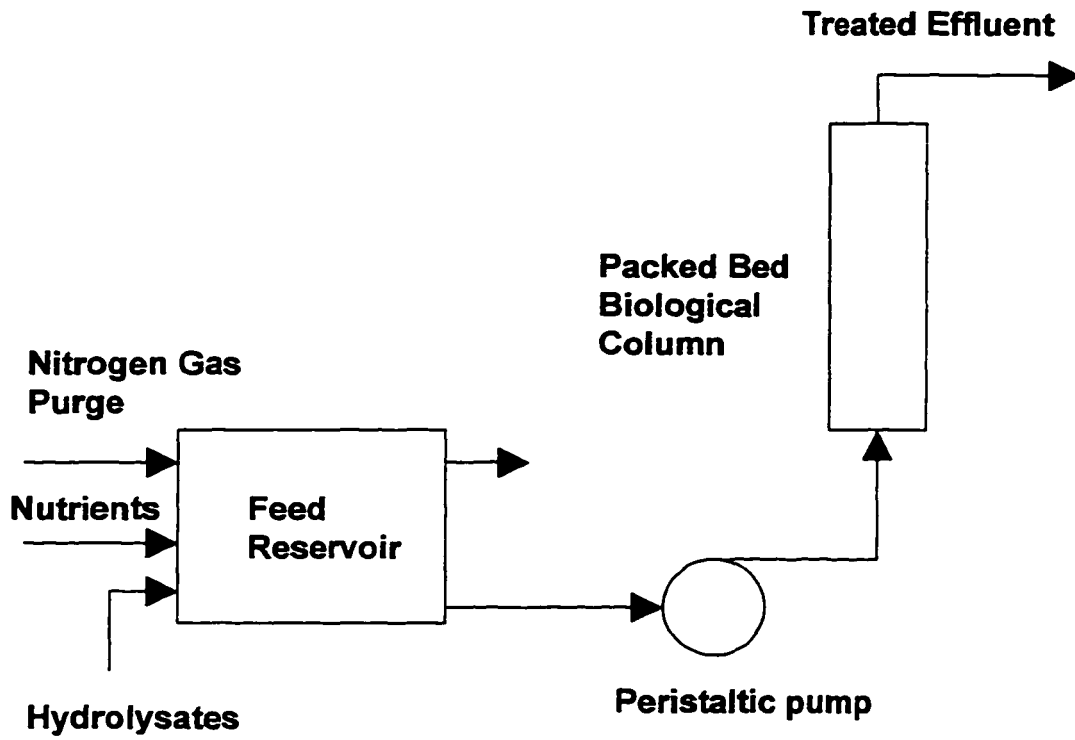 Treated Effluent
Packed Bed
Biological
Column
Nitrogen Gas
Purge
Nutrients
Feed
Reservoir
Hydrolysates
Peristaltic pump